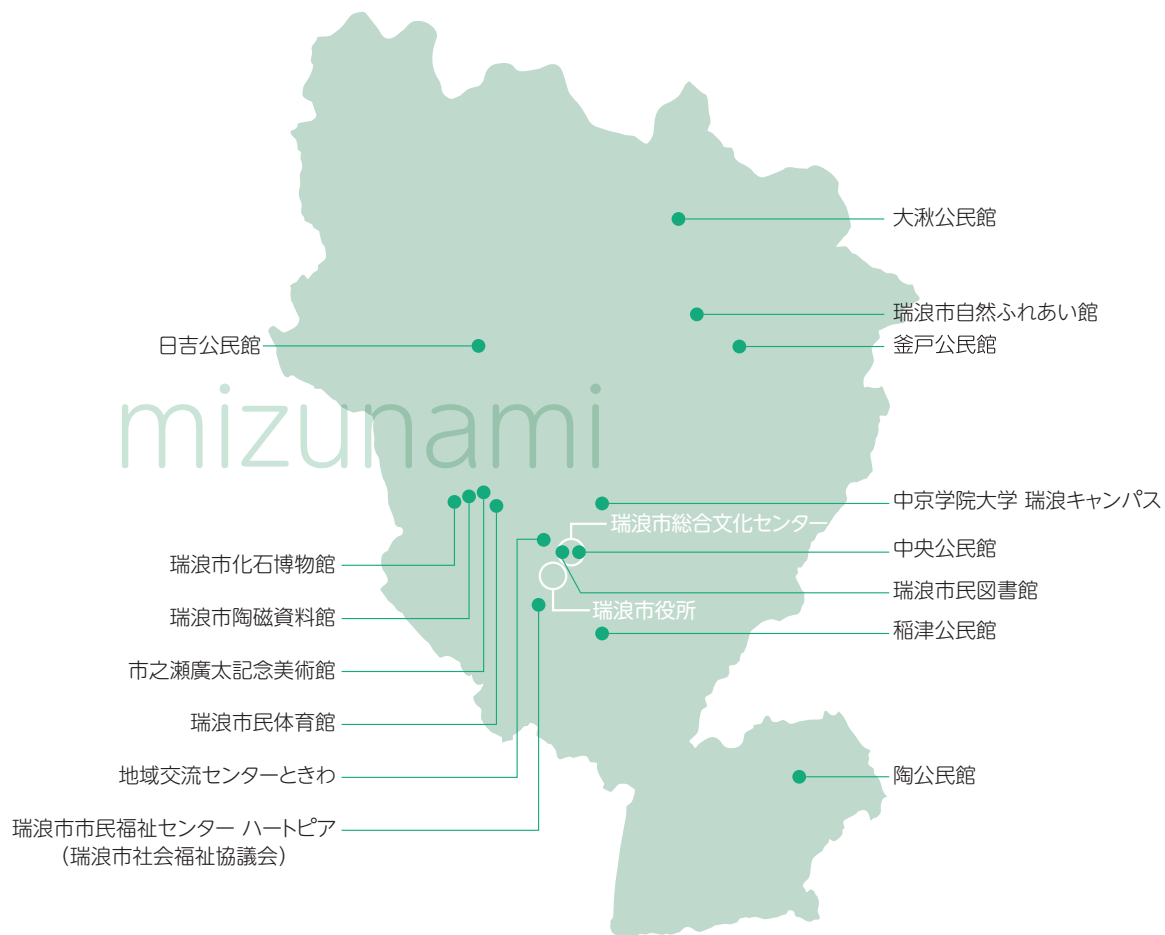 大湫公民館
瑞浪市自然ふれあい館
日吉公民館
釜戸公民館
mizunami
中京学院大学 瑞浪キャンパス
瑞浪市総合文化センター
中央公民館
瑞浪市化石博物館
瑞浪市民図書館
瑞浪市役所
瑞浪市陶磁資料館
稲津公民館
市之瀬廣太記念美術館
瑞浪市民体育館
地域交流センターときわ
陶公民館
瑞浪市市民福祉センター ハートピア
（瑞浪市社会福祉協議会）